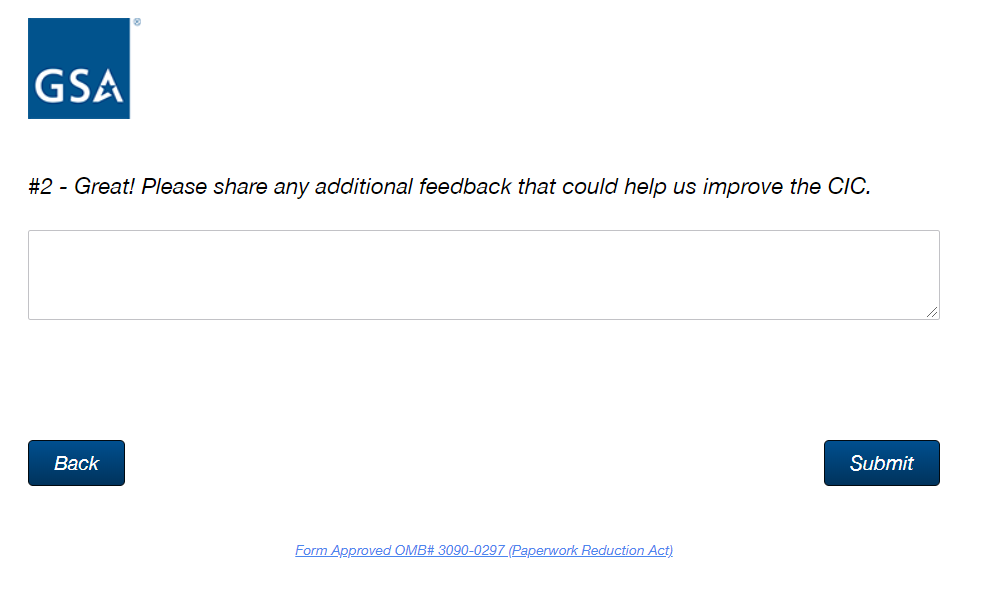 ®
GSA
#2 - Great! Please share any additional feedback that could help us improve the CIC.
Back
Submit
Form Approved OMB# 3090-0297 (Paperwork Reduction Act)